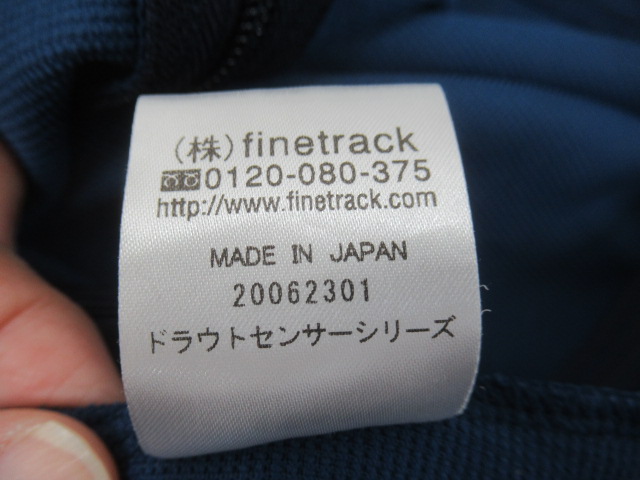 （株）finetrack
0120-080-375
http://www.finetrack.com
MADE IN JAPAN
20062301
ドラウトセンサーシリーズ